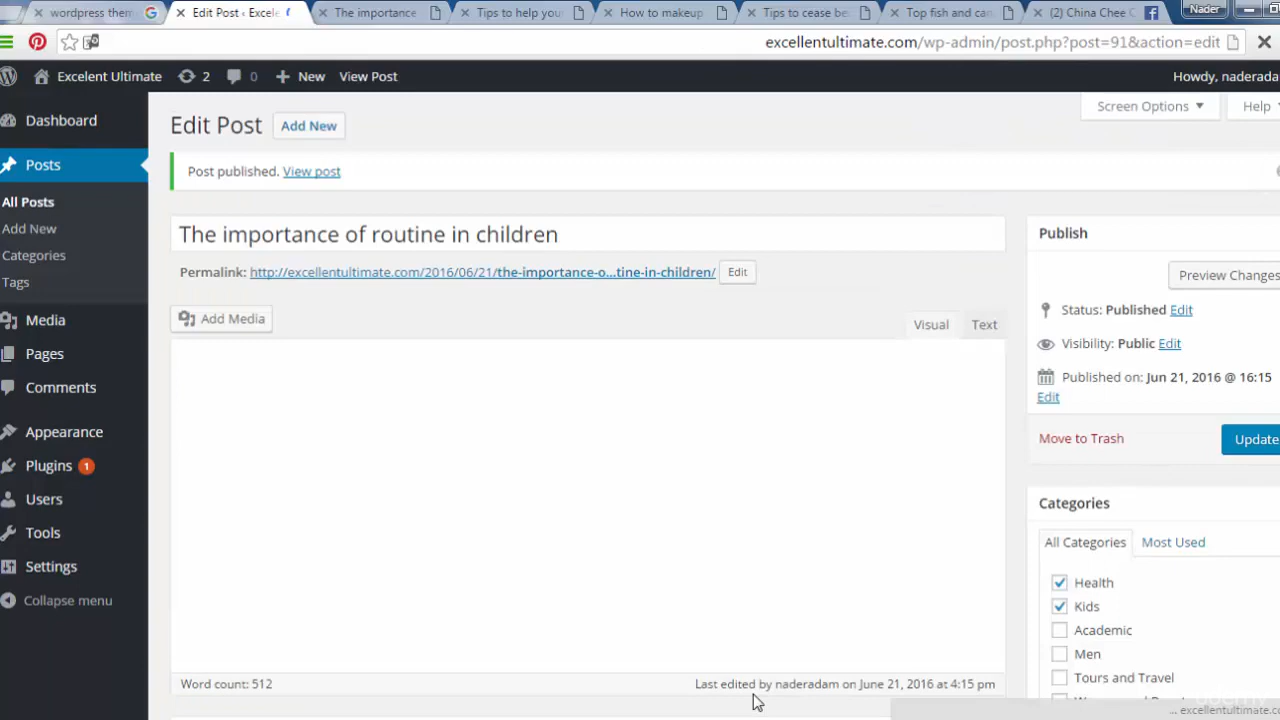 wordpress them
Edit Post ‹ Excele
The importance
Tips to help your
How to makeup
Tips to cease be
Top fish and can
(2) China Chee C
Nader
excellentultimate.com/wp-admin/post.php?post=91&action=edit
Excelent Ultimate
2
0
New
View Post
Howdy, naderada
Dashboard
Posts
All Posts
Add New
Categories
Tags
Media
Pages
Comments
Appearance
Plugins 1
Users
Tools
Settings
Collapse menu
Screen Options
Help
Edit Post
Add New
Post published. View post
The importance of routine in children
Permalink: http://excellentultimate.com/2016/06/21/the-importance-o...tine-in-children/ Edit
Add Media
Visual
Text
Word count: 512
Last edited by naderadam on June 21, 2016 at 4:15 pm
Publish
Preview Changes
Status: Published Edit
Visibility: Public Edit
Published on: Jun 21, 2016 @ 16:15
Edit
Move to Trash
Update
Categories
All Categories
Most Used
Health
Kids
Academic
Men
Tours and Travel
... excellentultimate.com